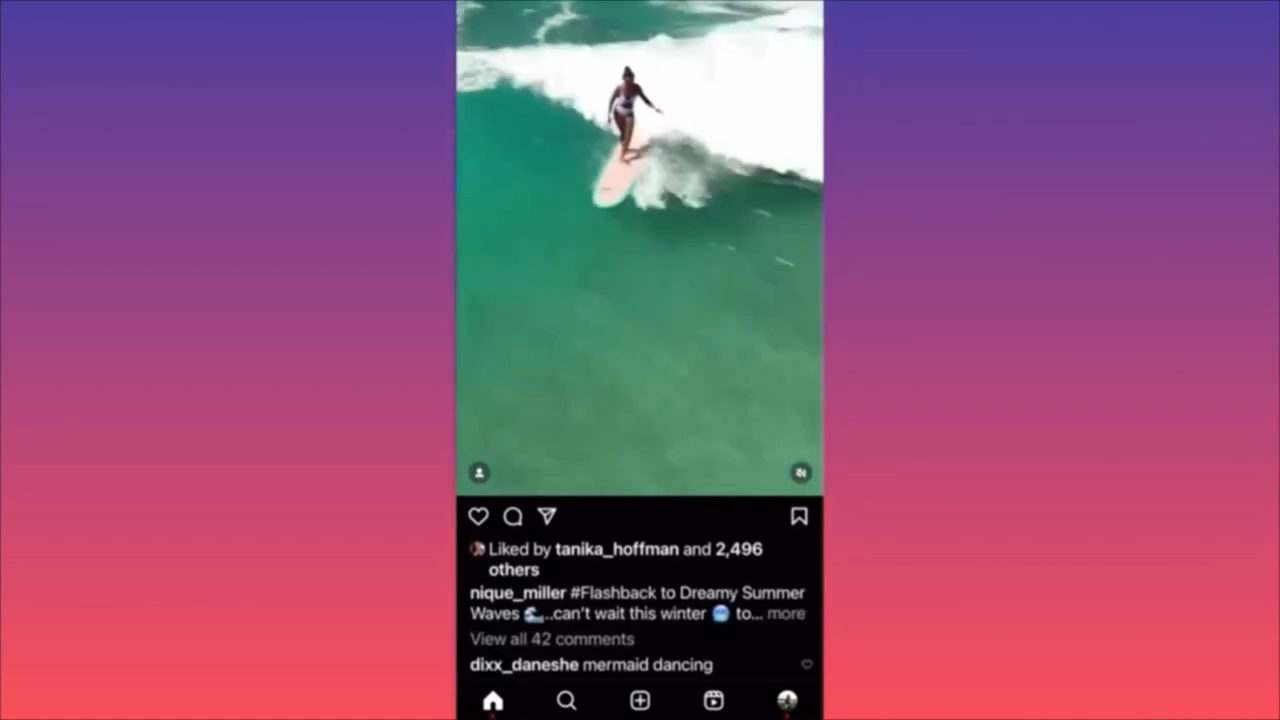 Liked by tanika_hoffman and 2,496
others
nique_miller #Flashback to Dreamy Summer
Waves 🌊..can't wait this winter 🥶 to... more
View all 42 comments
dixx_daneshe mermaid dancing